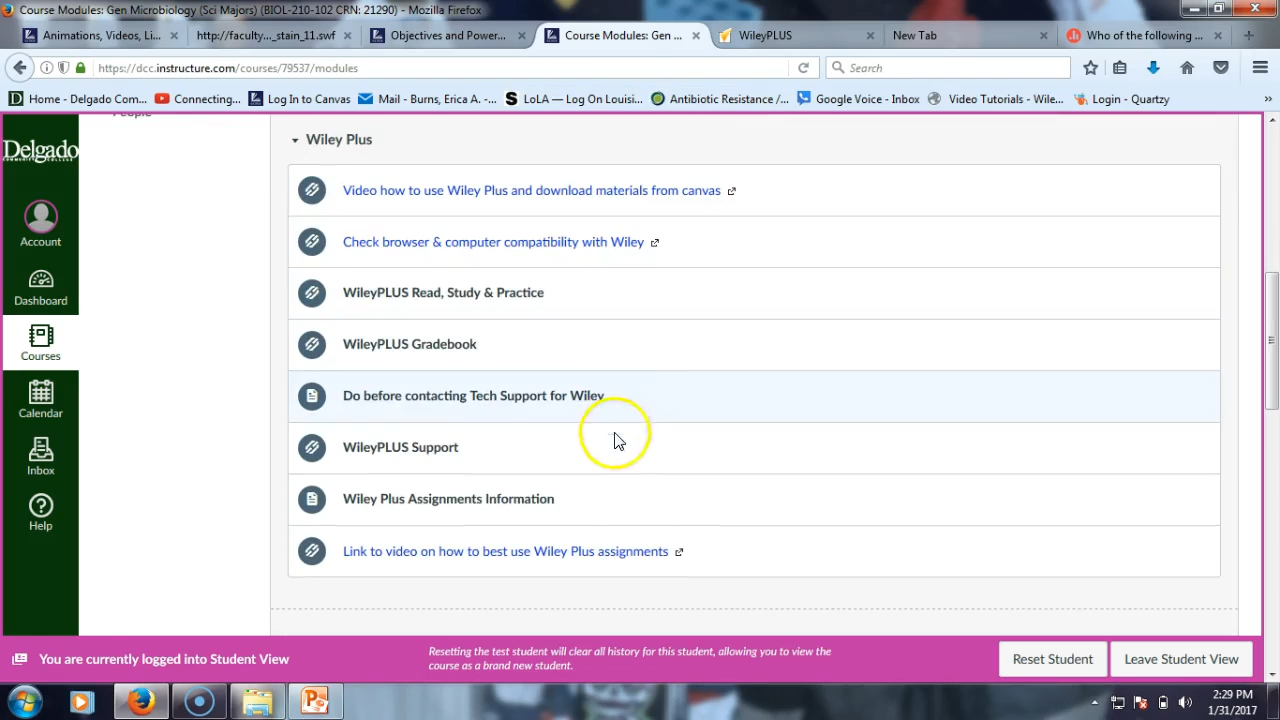 Course Modules: Gen Microbiology (Sci Majors) (BIOL-210-102 CRN: 21290) - Mozilla Firefox
Animations, Videos, Li...
http://faculty..._stain_11.swf
Objectives and Power...
Course Modules: Gen ...
WileyPLUS
New Tab
Who of the following ...
https://dcc.instructure.com/courses/79537/modules
Search
Home - Delgado Com...
Connecting...
Log In to Canvas
Mail - Burns, Erica A. -...
LoLA — Log On Louisi...
Antibiotic Resistance /...
Google Voice - Inbox
Video Tutorials - Wile...
Login - Quartzy
People
Delgado
COMMUNITY COLLEGE
Account
Dashboard
Courses
Calendar
Inbox
Help
Wiley Plus
Video how to use Wiley Plus and download materials from canvas
Check browser & computer compatibility with Wiley
WileyPLUS Read, Study & Practice
WileyPLUS Gradebook
Do before contacting Tech Support for Wiley
WileyPLUS Support
Wiley Plus Assignments Information
Link to video on how to best use Wiley Plus assignments
You are currently logged into Student View
Resetting the test student will clear all history for this student, allowing you to view the
course as a brand new student.
Reset Student
Leave Student View
2:29 PM
1/31/2017